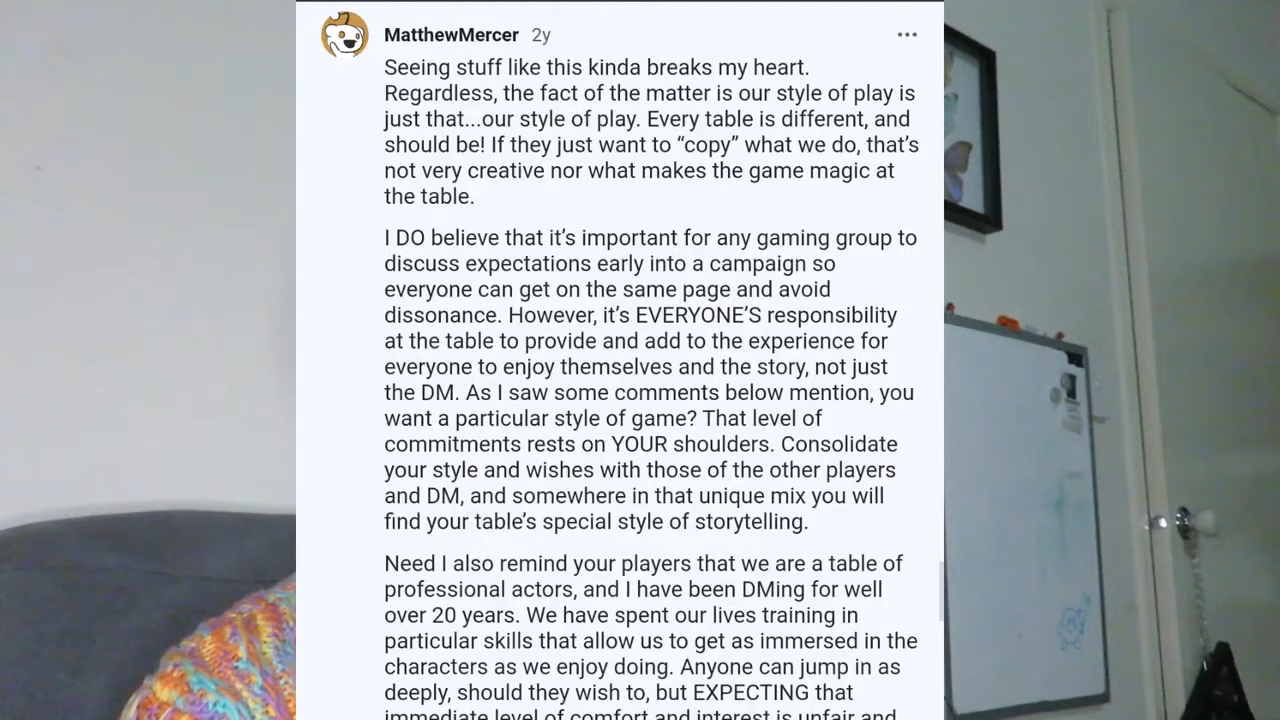 MatthewMercer 2y
Seeing stuff like this kinda breaks my heart.
Regardless, the fact of the matter is our style of play is
just that...our style of play. Every table is different, and
should be! If they just want to “copy” what we do, that’s
not very creative nor what makes the game magic at
the table.
I DO believe that it’s important for any gaming group to
discuss expectations early into a campaign so
everyone can get on the same page and avoid
dissonance. However, it’s EVERYONE’S responsibility
at the table to provide and add to the experience for
everyone to enjoy themselves and the story, not just
the DM. As I saw some comments below mention, you
want a particular style of game? That level of
commitments rests on YOUR shoulders. Consolidate
your style and wishes with those of the other players
and DM, and somewhere in that unique mix you will
find your table’s special style of storytelling.
Need I also remind your players that we are a table of
professional actors, and I have been DMing for well
over 20 years. We have spent our lives training in
particular skills that allow us to get as immersed in the
characters as we enjoy doing. Anyone can jump in as
deeply, should they wish to, but EXPECTING that
immediate level of comfort and interest is unfair and